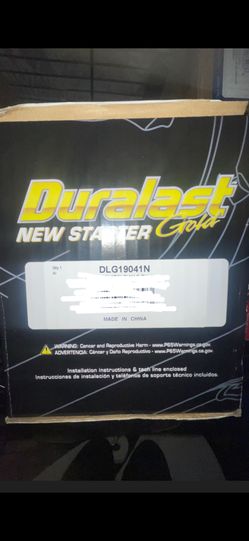 Duralast
Gold
NEW STARTER
Qty 1
DLG19041N
MADE IN CHINA
WARNING: Cancer and Reproductive Harm - www.P65Warnings.ca.gov
ADVERTENCIA: Cáncer y Daño Reproductivo - www.P65Warnings.ca.gov
Installation instructions & tech line enclosed
Instrucciones de instalación y teléfono de soporte técnico incluidos.